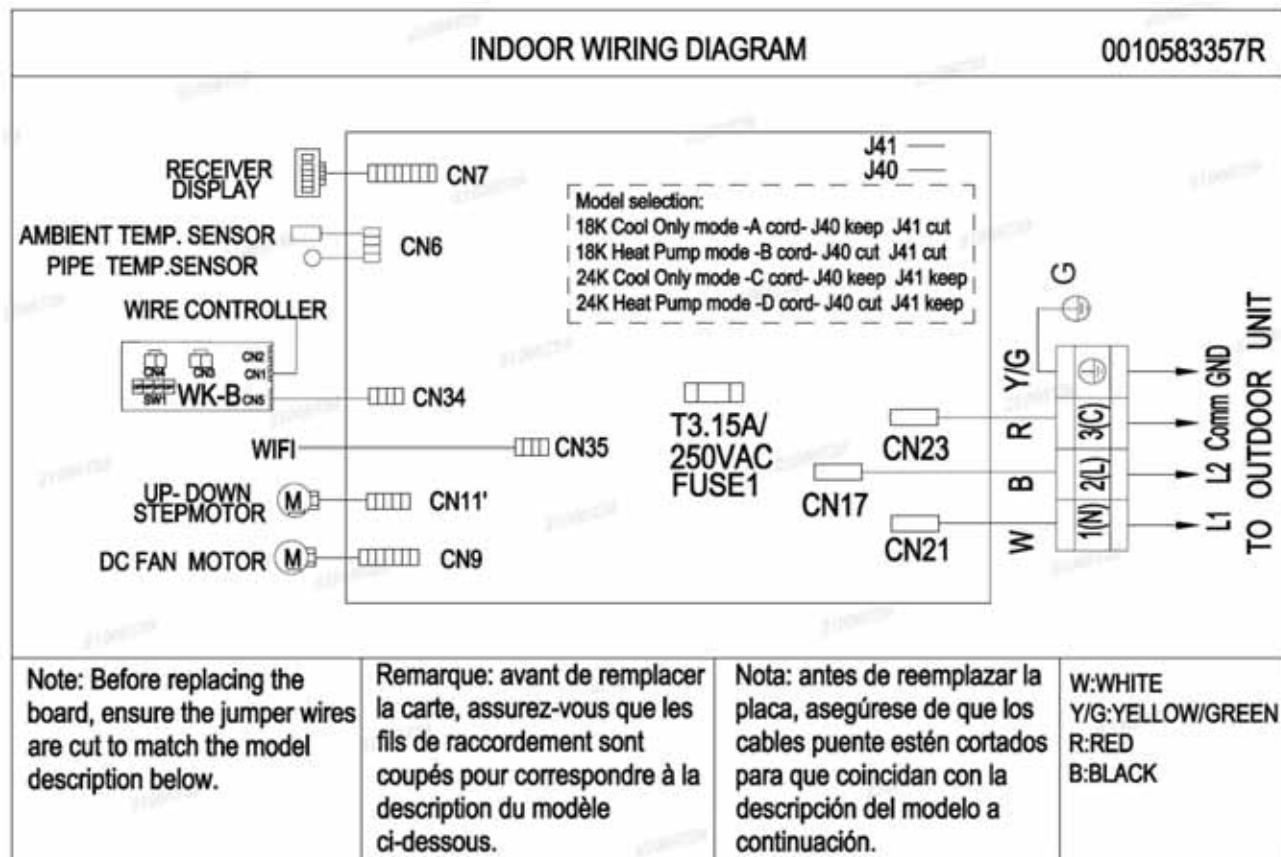 INDOOR WIRING DIAGRAM
0010583357R
RECEIVER
DISPLAY
CN7
AMBIENT TEMP. SENSOR
PIPE TEMP.SENSOR
CN6
WIRE CONTROLLER
CN4
CN3
CN2
CN1
SW1
WK-B
CN5
CN34
WIFI
CN35
UP- DOWN
STEPMOTOR
M
CN11'
DC FAN MOTOR
M
CN9
J41
J40
Model selection:
18K Cool Only mode -A cord- J40 keep J41 cut
18K Heat Pump mode -B cord- J40 cut J41 cut
24K Cool Only mode -C cord- J40 keep J41 keep
24K Heat Pump mode -D cord- J40 cut J41 keep
T3.15A/
250VAC
FUSE1
CN23
CN17
CN21
G
Y/G
R
B
W
3(C)
2(L)
1(N)
GND
Comm
L2
L1
TO OUTDOOR UNIT
Note: Before replacing the
board, ensure the jumper wires
are cut to match the model
description below.
Remarque: avant de remplacer
la carte, assurez-vous que les
fils de raccordement sont
coupés pour correspondre à la
description du modèle
ci-dessous.
Nota: antes de reemplazar la
placa, asegúrese de que los
cables puente estén cortados
para que coincidan con la
descripción del modelo a
continuación.
W:WHITE
Y/G:YELLOW/GREEN
R:RED
B:BLACK